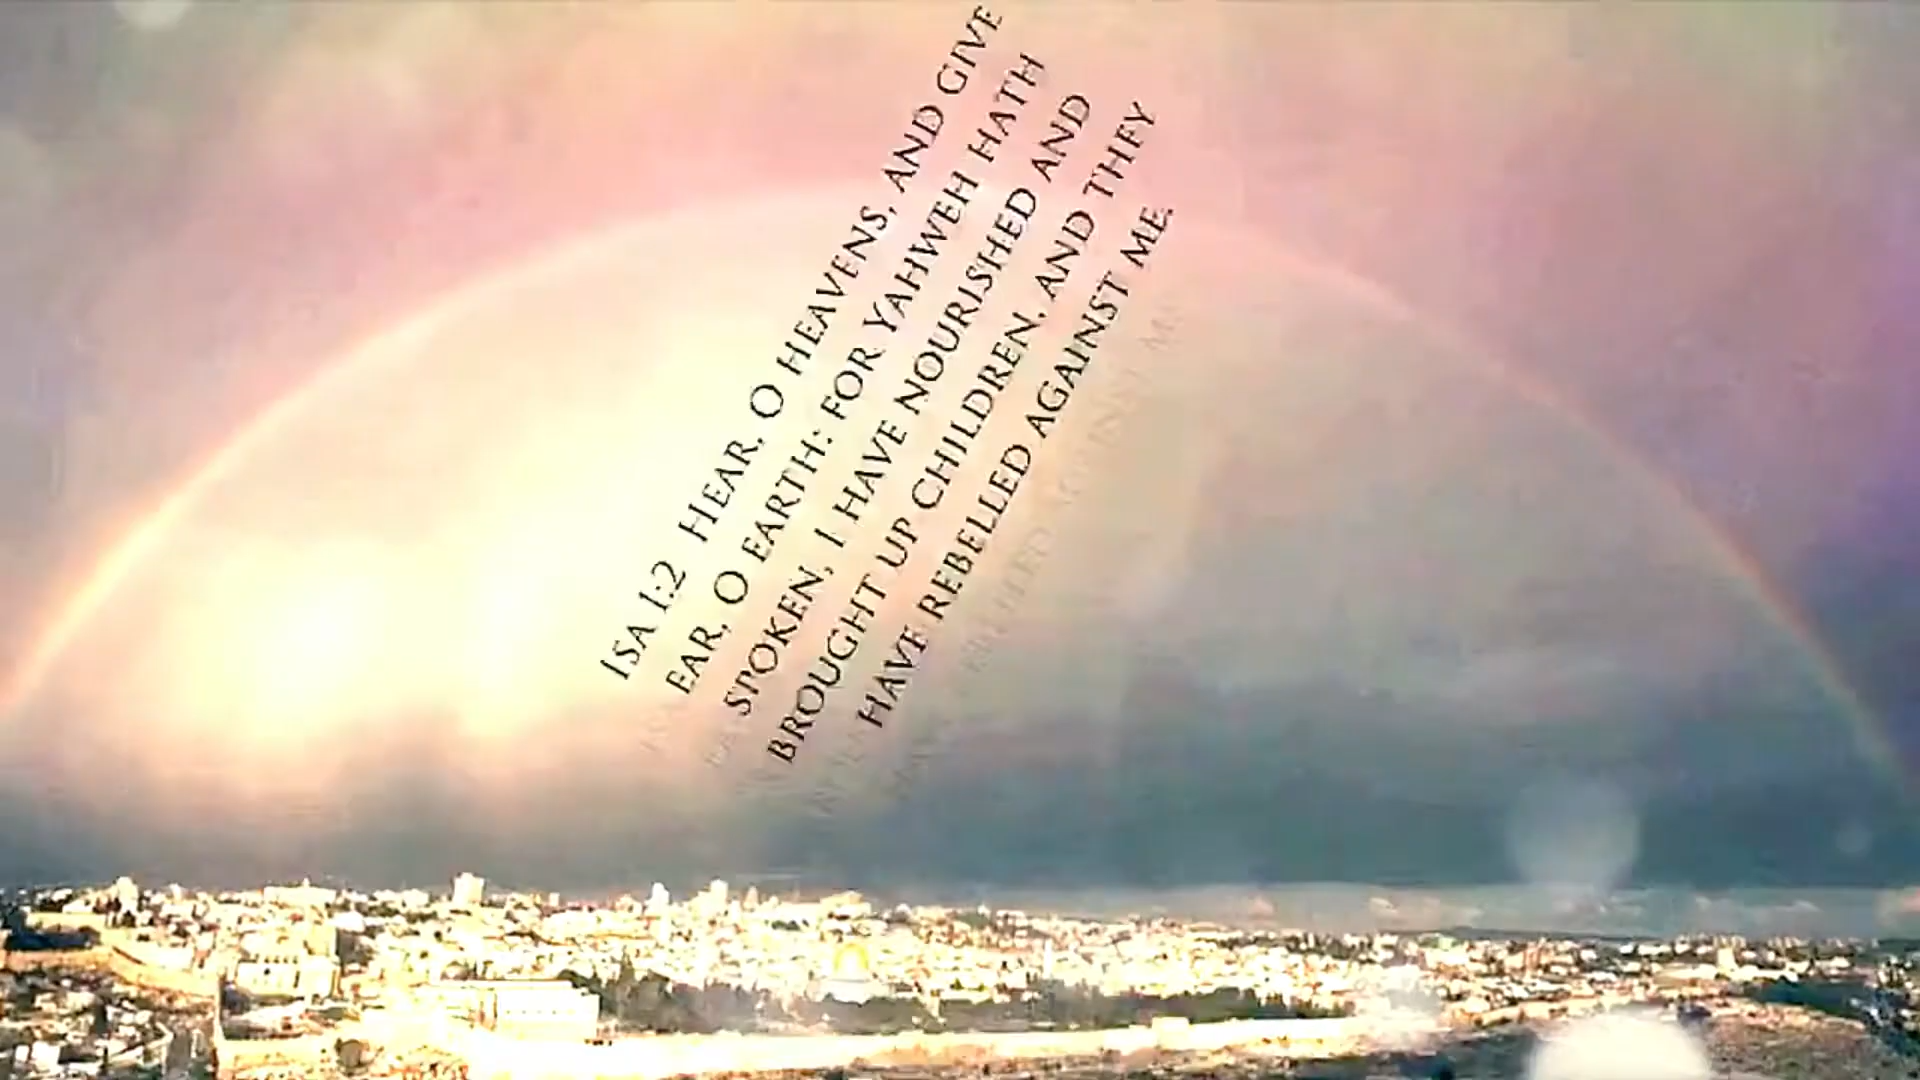 ISA 1:2 HEAR, O HEAVENS, AND GIVE
EAR, O EARTH: FOR YAHWEH HATH
SPOKEN, I HAVE NOURISHED AND
BROUGHT UP CHILDREN, AND THEY
HAVE REBELLED AGAINST ME.